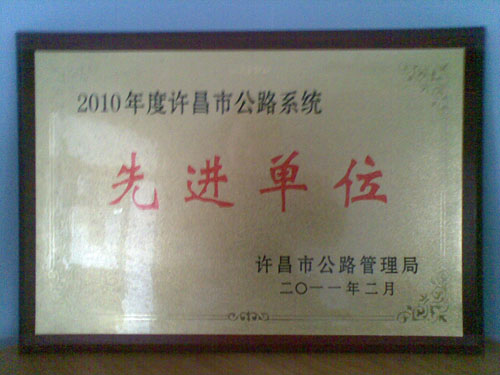 2010年度许昌市公路系统
先进单位
许昌市公路管理局
二〇一一年二月